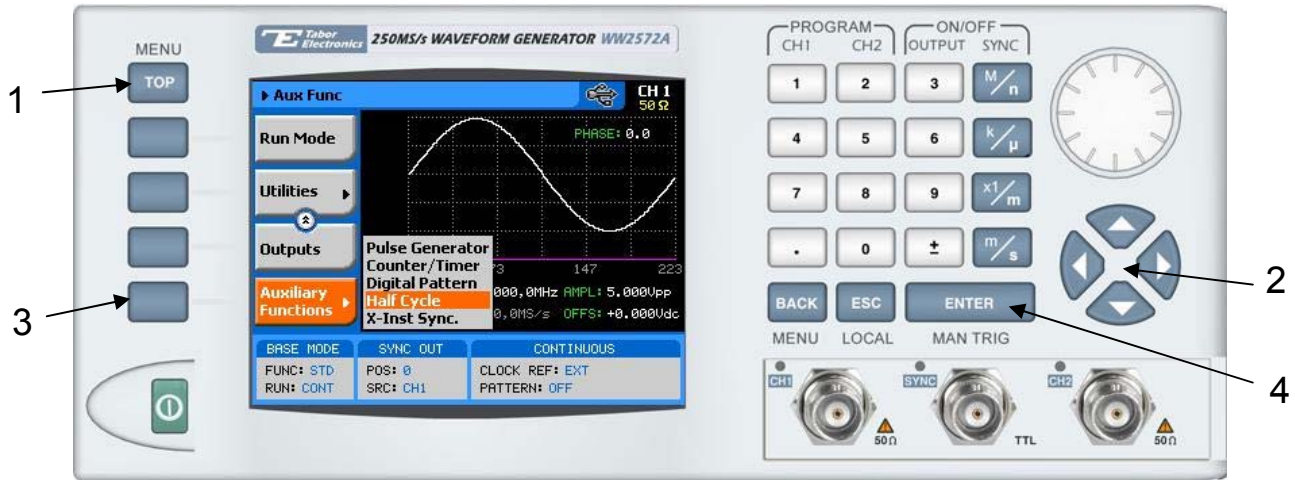 MENU
TOP
1
3
Tabor Electronics 250MS/s WAVEFORM GENERATOR WW2572A
Aux Func
CH 1
50 Ω
Run Mode
Utilities
Outputs
Auxiliary Functions
PHASE: 0.0
Pulse Generator
Counter/Timer
Digital Pattern
Half Cycle
X-Inst Sync.
73 147 223
000,0MHz AMPL: 5.000Vpp
0,0MS/s OFFS: +0.000Vdc
BASE MODE
FUNC: STD
RUN: CONT
SYNC OUT
POS: 0
SRC: CH1
CONTINUOUS
CLOCK REF: EXT
PATTERN: OFF
PROGRAM
CH1 CH2
ON/OFF
OUTPUT SYNC
1 2 3 M/n
4 5 6 k/µ
7 8 9 x1/m
. 0 ± m/s
BACK ESC ENTER
MENU LOCAL MAN TRIG
2
4
CH1
50 Ω
SYNC
TTL
CH2
50 Ω